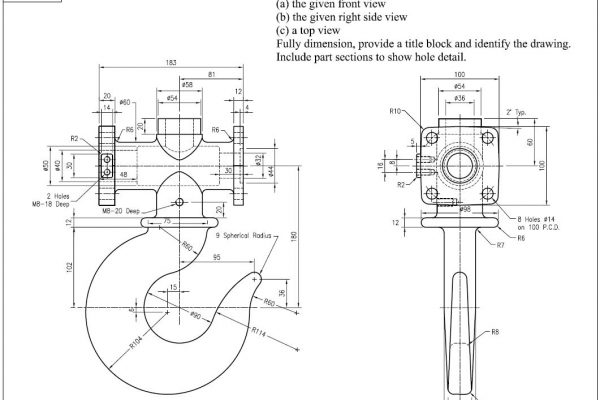 (a) the given front view
(b) the given right side view
(c) a top view
Fully dimension, provide a title block and identify the drawing.
Include part sections to show hole detail.
183
81
100
ø58
ø54
ø54
ø36
20
14
ø60
12
4
R6
R6
20
R2
R10
2° Typ.
5
60
100
ø50
ø40
30
48
30
ø32
ø44
16
8
R2
2 Holes
M8-18 Deep
M8-20 Deep
20
12
75
ø98
12
8 Holes ø14
on 100 P.C.D.
R6
R7
9 Spherical Radius
R60
95
180
102
15
36
R60
6
ø90
R114
R104
R8